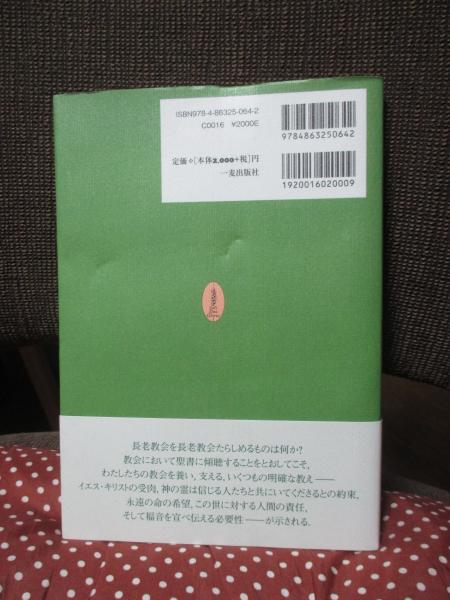 ISBN978-4-86325-064-2
C0016 ¥2000E
9784863250642
定価◇[本体2,000+税]円
一麦出版社
1920016020009
長老教会を長老教会たらしめるものは何か?
教会において聖書に傾聴することをとおしてこそ、
わたしたちの教会を養い、支える、いくつもの明確な教え——
イエス・キリストの受肉、神の霊は信じる人たちと共にいてくださるとの約束、
永遠の命の希望、この世に対する人間の責任、
そして福音を宣べ伝える必要性——が示される。